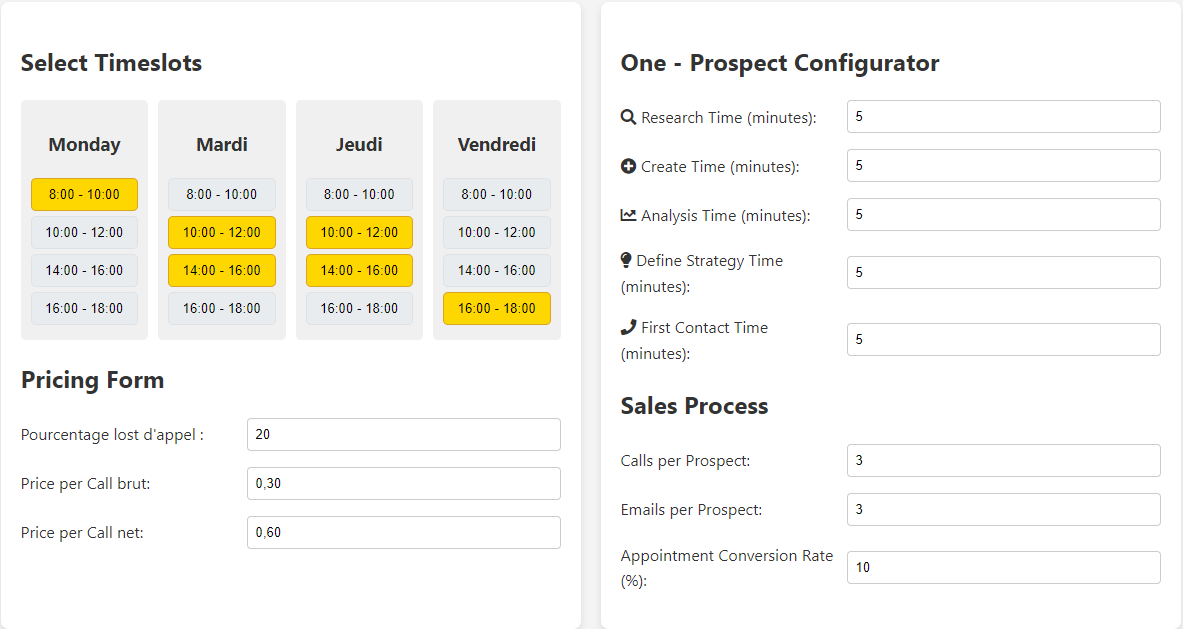 Select Timeslots
Monday
8:00 - 10:00
10:00 - 12:00
14:00 - 16:00
16:00 - 18:00
Mardi
8:00 - 10:00
10:00 - 12:00
14:00 - 16:00
16:00 - 18:00
Jeudi
8:00 - 10:00
10:00 - 12:00
14:00 - 16:00
16:00 - 18:00
Vendredi
8:00 - 10:00
10:00 - 12:00
14:00 - 16:00
16:00 - 18:00
Pricing Form
Pourcentage lost d'appel : 20
Price per Call brut: 0,30
Price per Call net: 0,60
One - Prospect Configurator
Research Time (minutes): 5
Create Time (minutes): 5
Analysis Time (minutes): 5
Define Strategy Time
(minutes): 5
First Contact Time
(minutes): 5
Sales Process
Calls per Prospect: 3
Emails per Prospect: 3
Appointment Conversion Rate
(%): 10